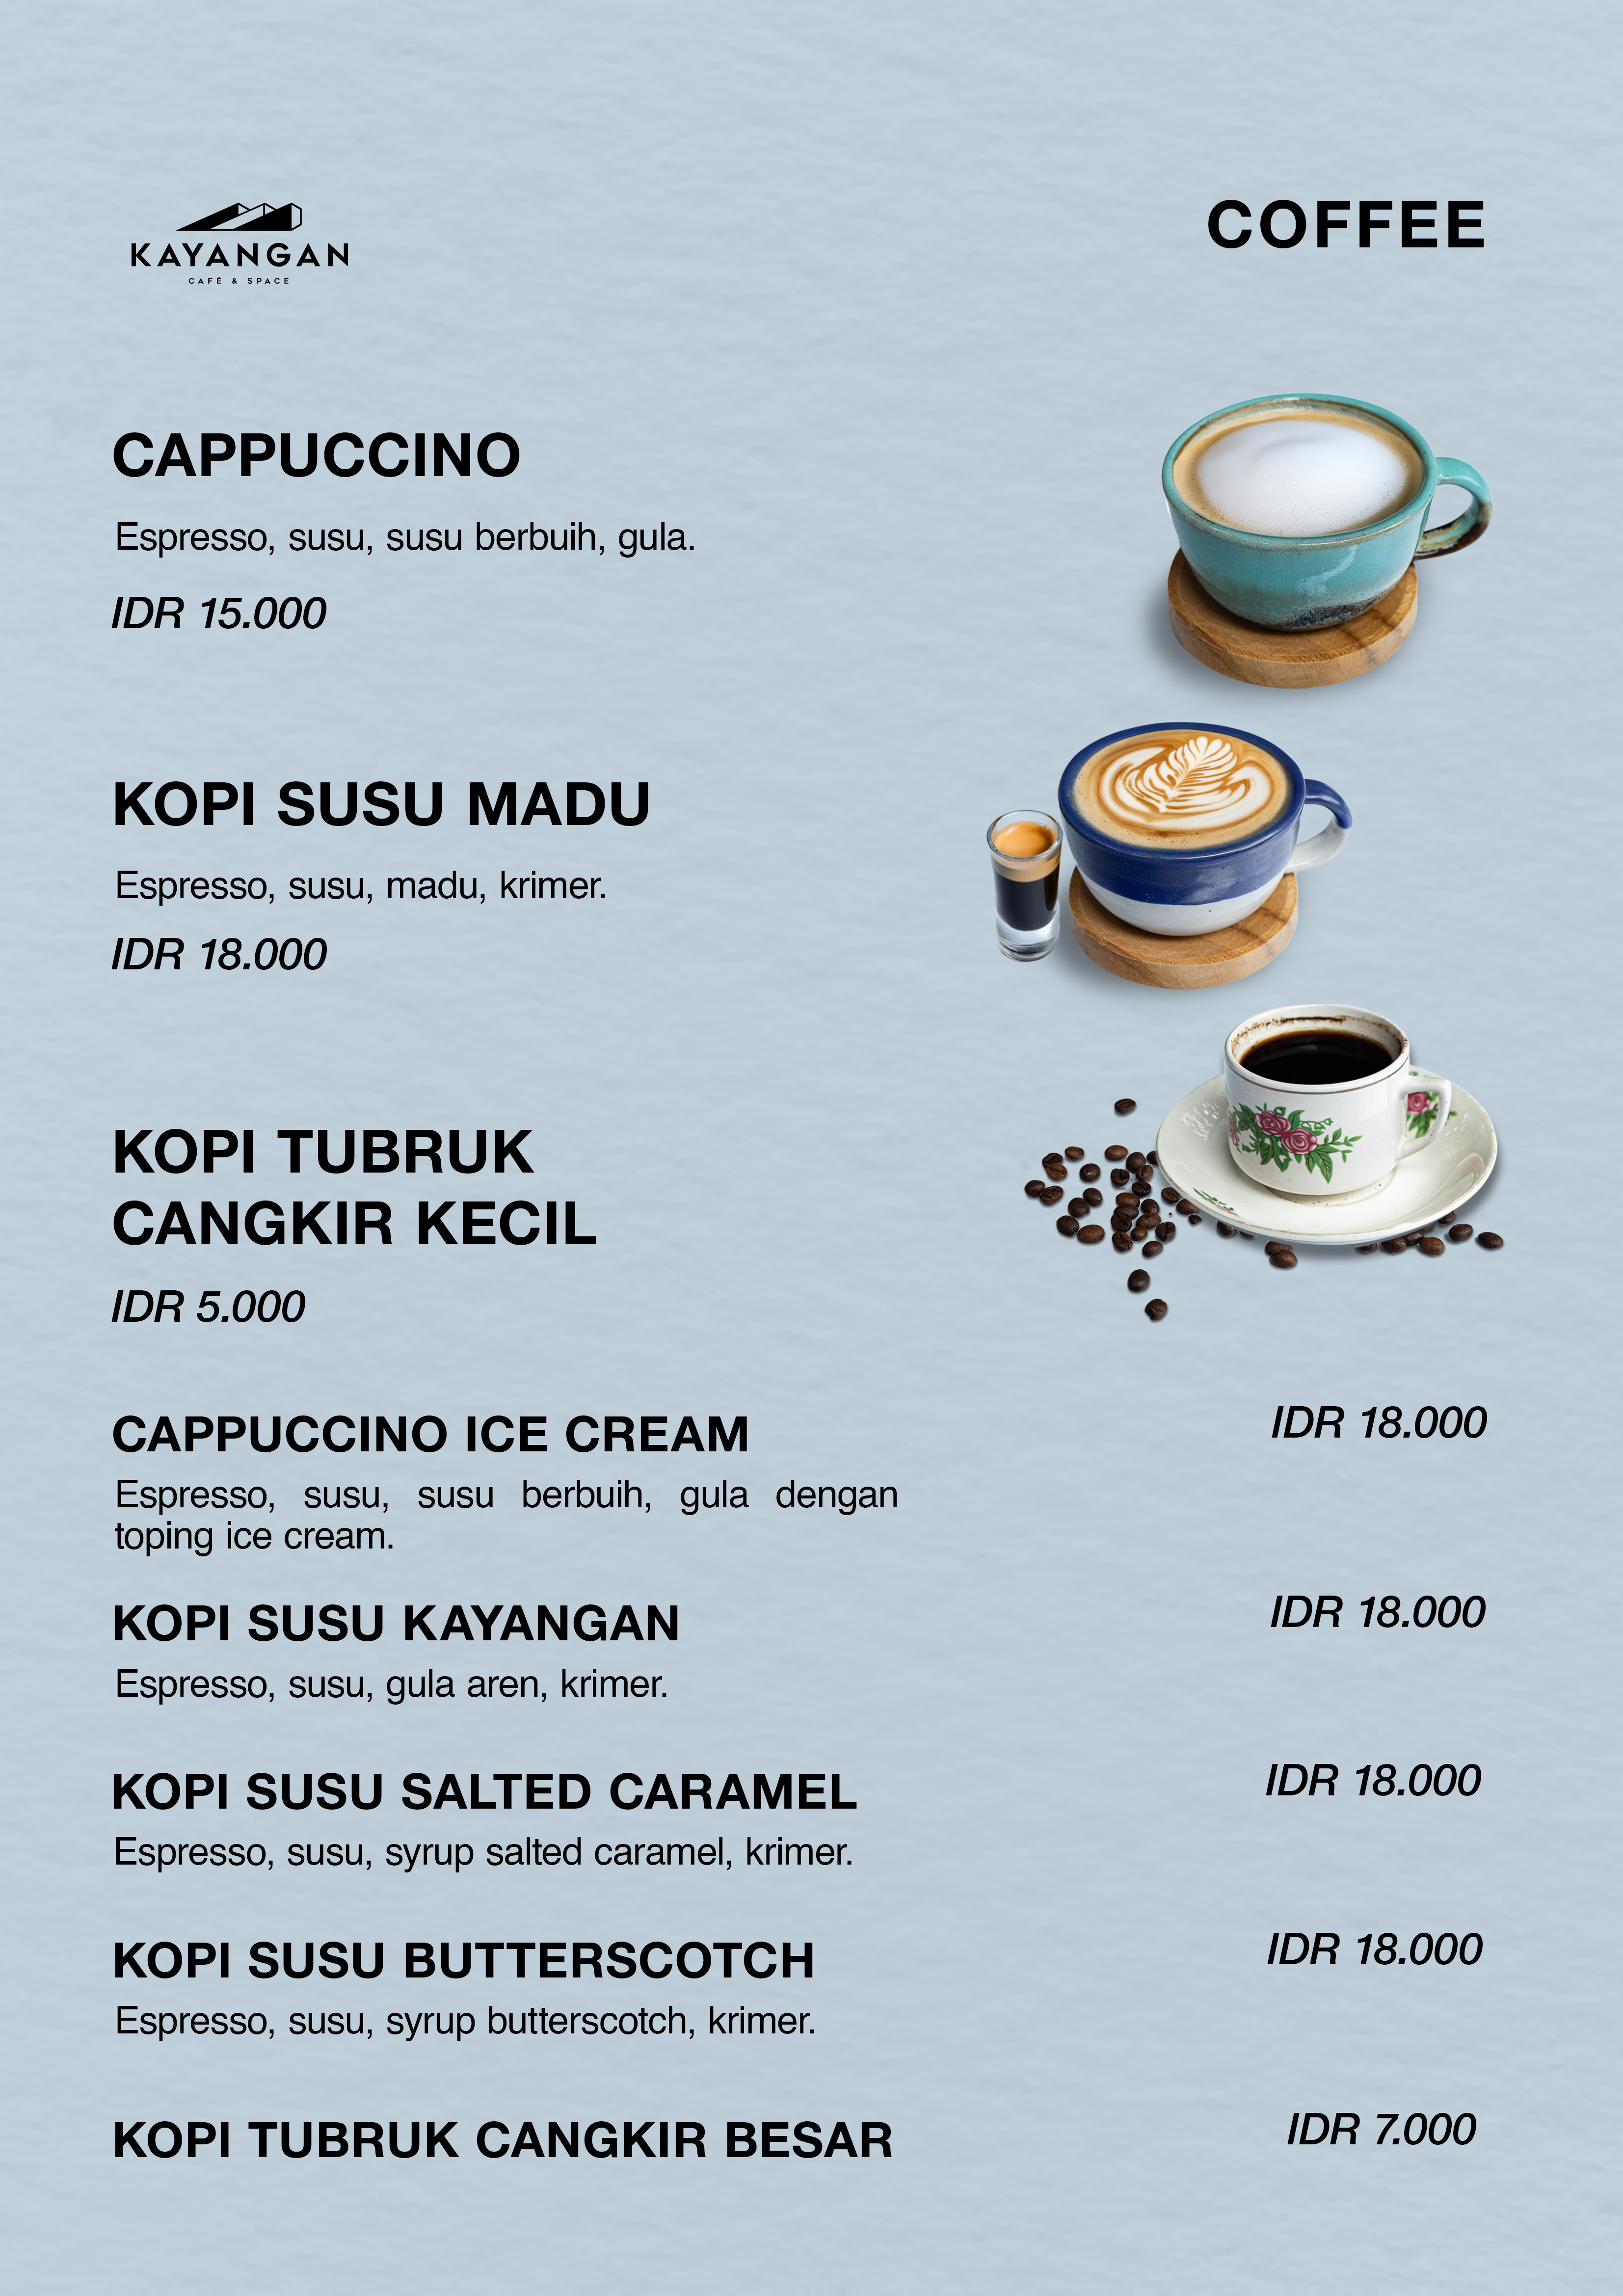 KAYANGAN
CAFÉ & SPACE
COFFEE
CAPPUCCINO
Espresso, susu, susu berbuih, gula.
IDR 15.000
KOPI SUSU MADU
Espresso, susu, madu, krimer.
IDR 18.000
KOPI TUBRUK
CANGKIR KECIL
IDR 5.000
CAPPUCCINO ICE CREAM
IDR 18.000
Espresso, susu, susu berbuih, gula dengan
toping ice cream.
KOPI SUSU KAYANGAN
IDR 18.000
Espresso, susu, gula aren, krimer.
KOPI SUSU SALTED CARAMEL
IDR 18.000
Espresso, susu, syrup salted caramel, krimer.
KOPI SUSU BUTTERSCOTCH
IDR 18.000
Espresso, susu, syrup butterscotch, krimer.
KOPI TUBRUK CANGKIR BESAR
IDR 7.000